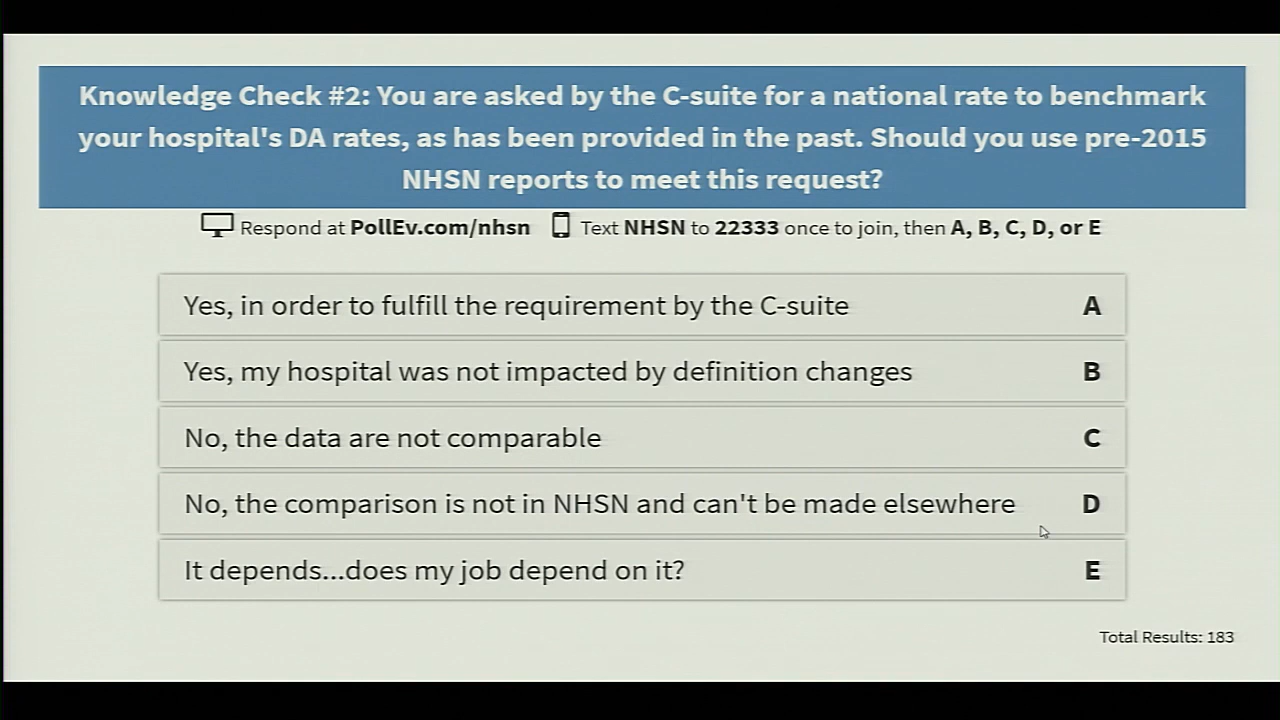 Knowledge Check #2: You are asked by the C-suite for a national rate to benchmark
your hospital's DA rates, as has been provided in the past. Should you use pre-2015
NHSN reports to meet this request?
Respond at PollEv.com/nhsn Text NHSN to 22333 once to join, then A, B, C, D, or E
Yes, in order to fulfill the requirement by the C-suite A
Yes, my hospital was not impacted by definition changes B
No, the data are not comparable C
No, the comparison is not in NHSN and can't be made elsewhere D
It depends...does my job depend on it? E
Total Results: 183